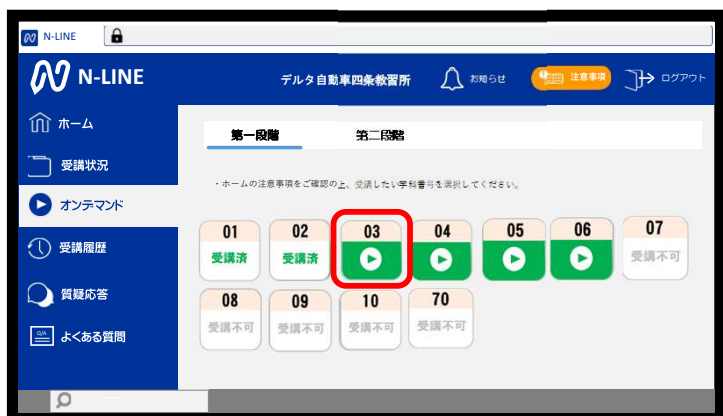 N-LINE
N-LINE
デルタ自動車四条教習所
お知らせ
注意事項
ログアウト
ホーム
受講状況
オンデマンド
受講履歴
質疑応答
よくある質問
第一段階
第二段階
・ホームの注意事項をご確認の上、受講したい学科番号を選択してください。
01 02 03 04 05 06 07
受講済 受講済 受講不可
08 09 10 70
受講不可 受講不可 受講不可 受講不可